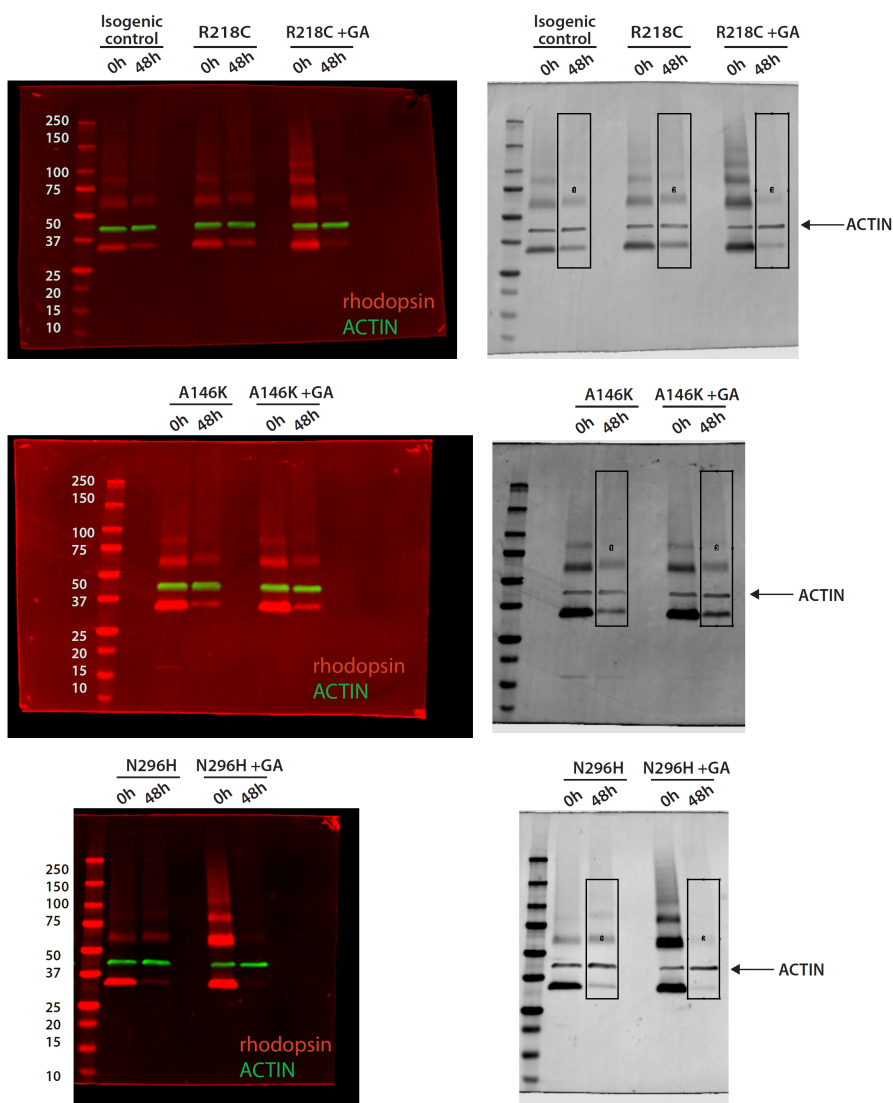 Isogenic control R218C R218C +GA
0h 48h 0h 48h 0h 48h
250
150
100
75
50
37
25
20
15
10
rhodopsin
ACTIN
Isogenic control R218C R218C +GA
0h 48h 0h 48h 0h 48h
ACTIN
A146K A146K +GA
0h 48h 0h 48h
250
150
100
75
50
37
25
20
15
10
rhodopsin
ACTIN
A146K A146K +GA
0h 48h 0h 48h
ACTIN
N296H N296H +GA
0h 48h 0h 48h
250
150
100
75
50
37
25
20
15
10
rhodopsin
ACTIN
N296H N296H +GA
0h 48h 0h 48h
ACTIN